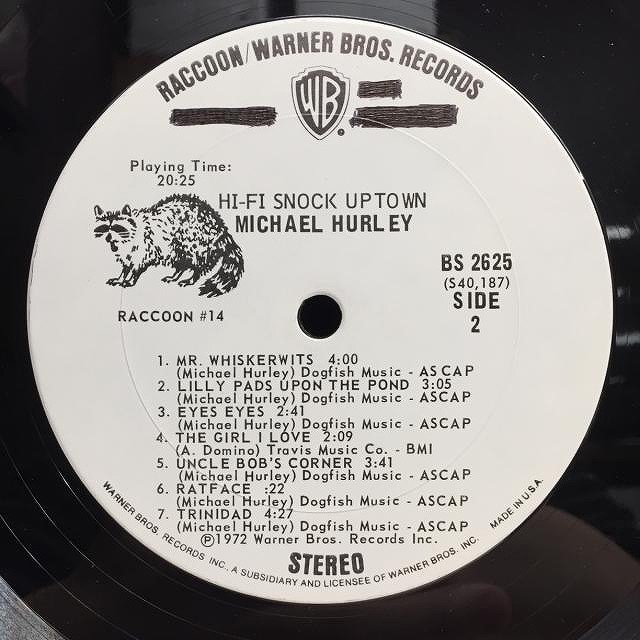 RACCOON/WARNER BROS. RECORDS
WB
Playing Time:
20:25
HI-FI SNOCK UPTOWN
MICHAEL HURLEY
BS 2625
(S40,187)
SIDE
2
RACCOON #14
1. MR. WHISKERWITS 4:00
(Michael Hurley) Dogfish Music - ASCAP
2. LILLY PADS UPON THE POND 3:05
(Michael Hurley) Dogfish Music - ASCAP
3. EYES EYES 2:41
(Michael Hurley) Dogfish Music - ASCAP
4. THE GIRL I LOVE 2:09
(A. Domino) Travis Music Co. - BMI
5. UNCLE BOB'S CORNER 3:41
(Michael Hurley) Dogfish Music - ASCAP
6. RATFACE :22
(Michael Hurley) Dogfish Music - ASCAP
7. TRINIDAD 4:27
(Michael Hurley) Dogfish Music - ASCAP
℗1972 Warner Bros. Records Inc.
STEREO
WARNER BROS. RECORDS INC., A SUBSIDIARY AND LICENSEE OF WARNER BROS. INC. MADE IN U.S.A.